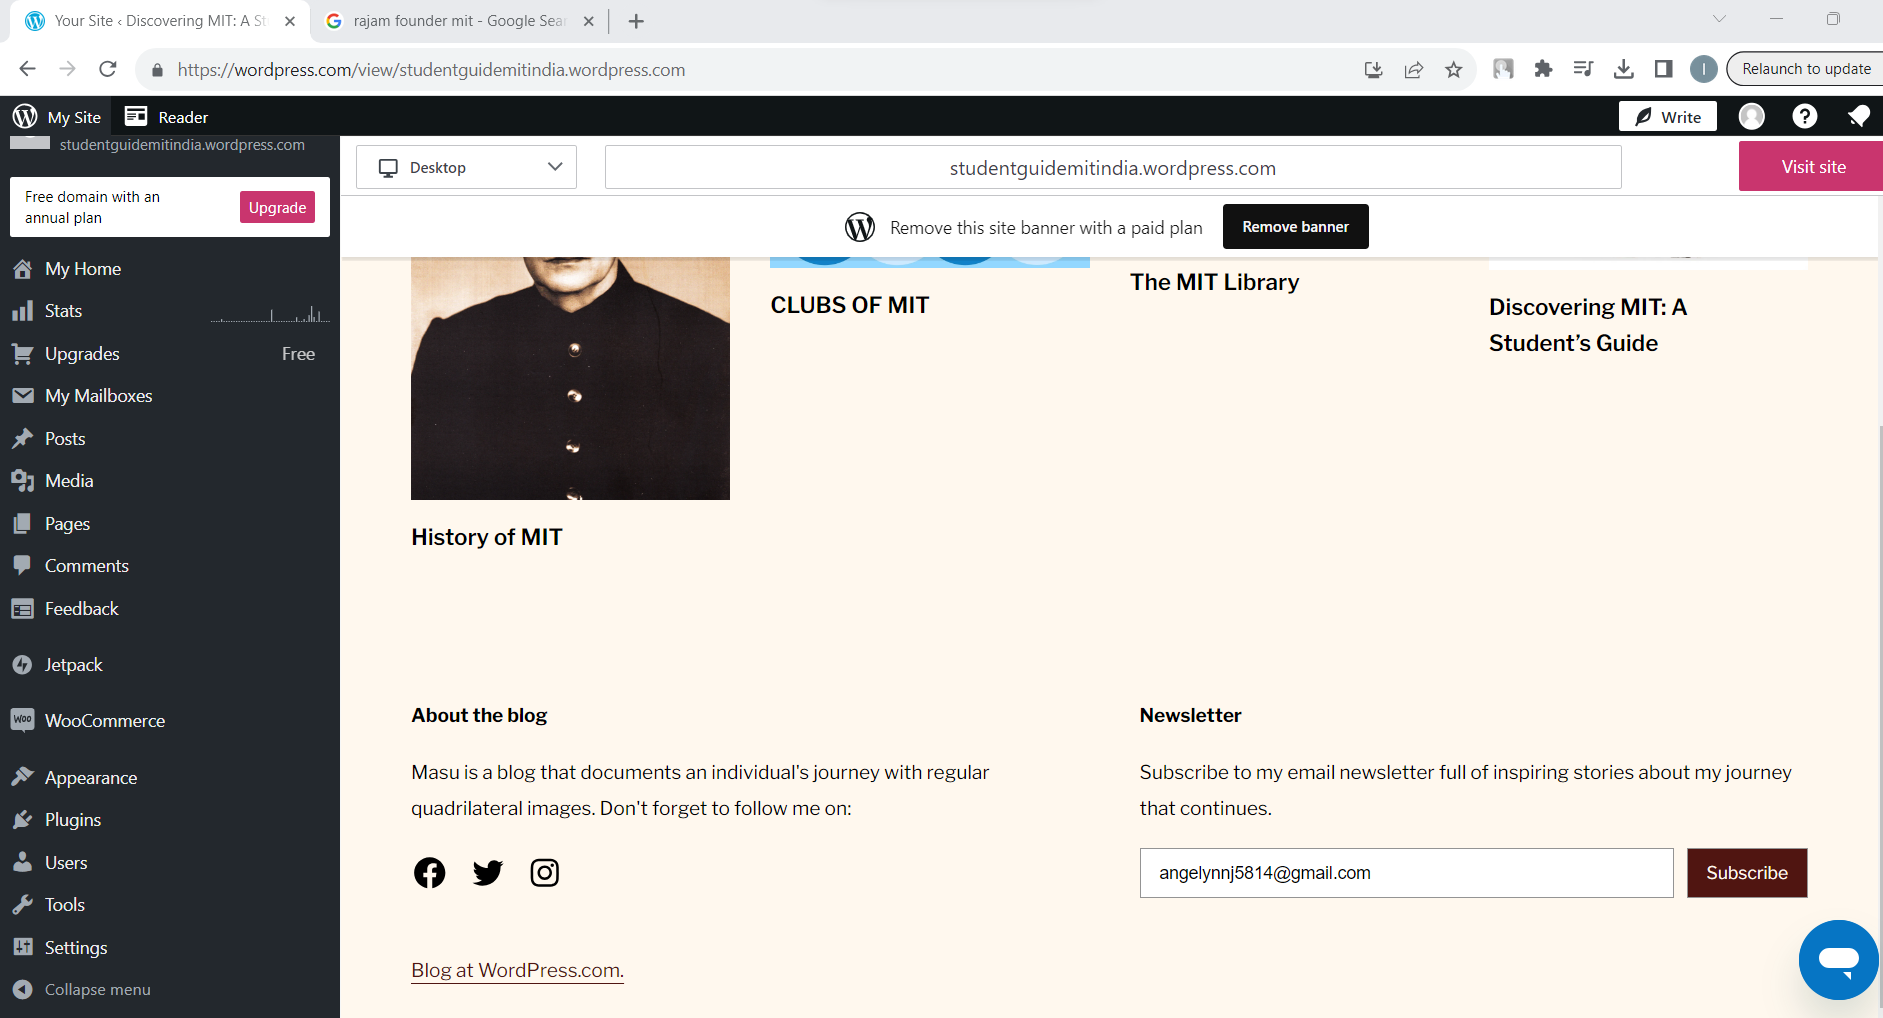 Your Site ‹ Discovering MIT: A St
rajam founder mit - Google Sear
https://wordpress.com/view/studentguidemitindia.wordpress.com
I
Relaunch to update
My Site
Reader
Write
studentguidemitindia.wordpress.com
Desktop
studentguidemitindia.wordpress.com
Visit site
Free domain with an
annual plan
Upgrade
Remove this site banner with a paid plan
Remove banner
My Home
Stats
Upgrades
Free
My Mailboxes
Posts
Media
Pages
Comments
Feedback
Jetpack
Woo
WooCommerce
Appearance
Plugins
Users
Tools
Settings
Collapse menu
History of MIT
CLUBS OF MIT
The MIT Library
Discovering MIT: A
Student’s Guide
About the blog
Masu is a blog that documents an individual's journey with regular
quadrilateral images. Don't forget to follow me on:
Newsletter
Subscribe to my email newsletter full of inspiring stories about my journey
that continues.
angelynnj5814@gmail.com
Subscribe
Blog at WordPress.com.